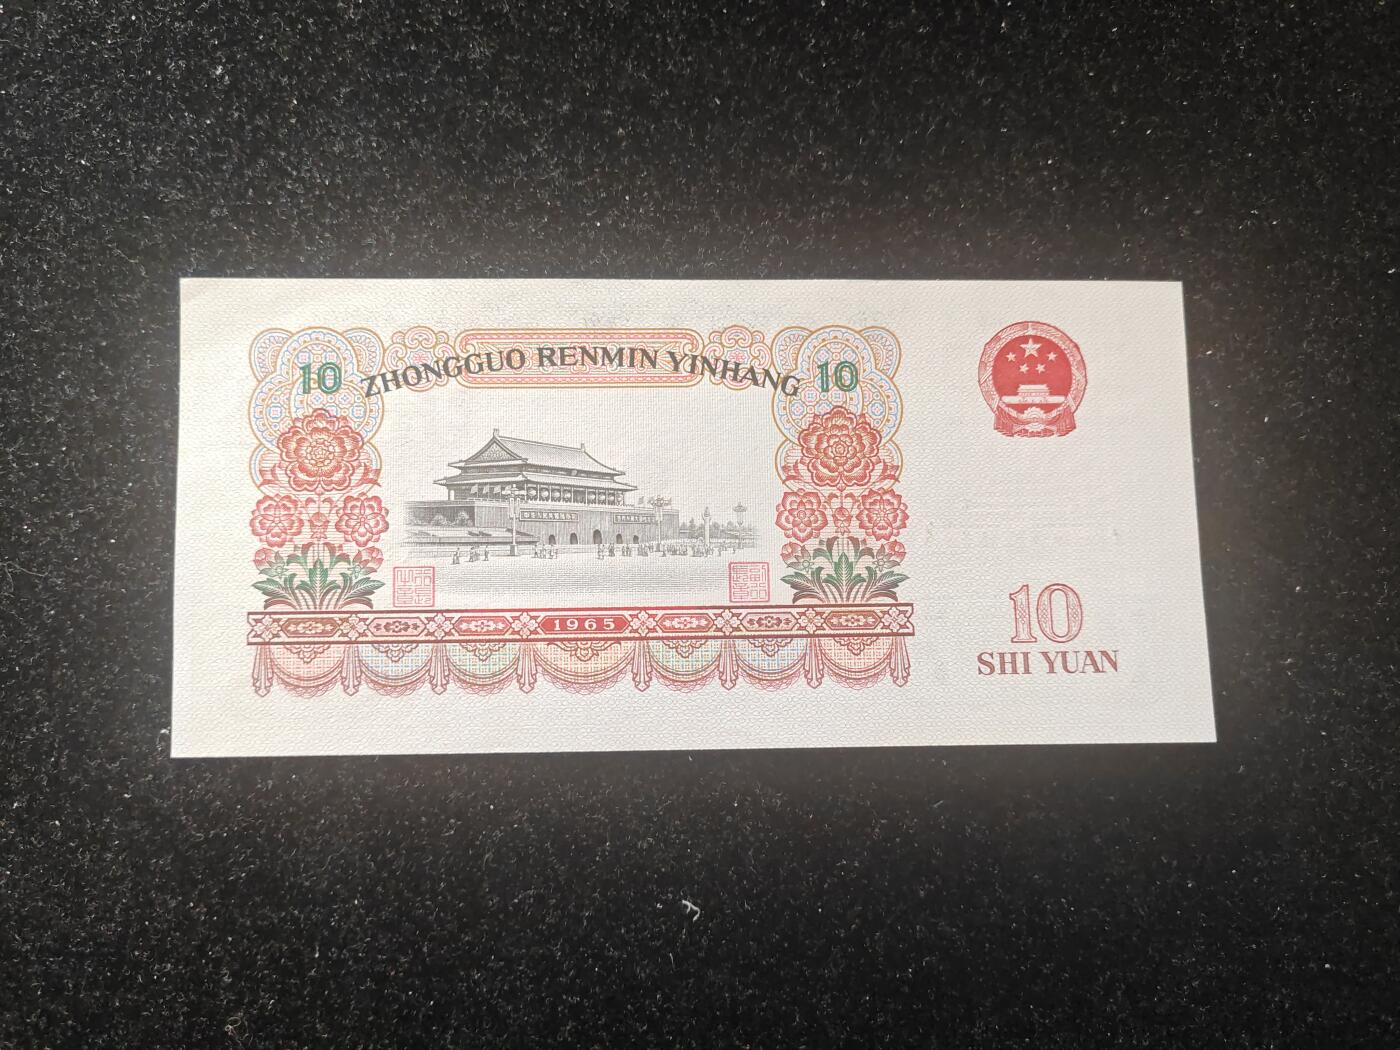 10 ZHONGGUO RENMIN YINHANG 10
1965
10
SHI YUAN